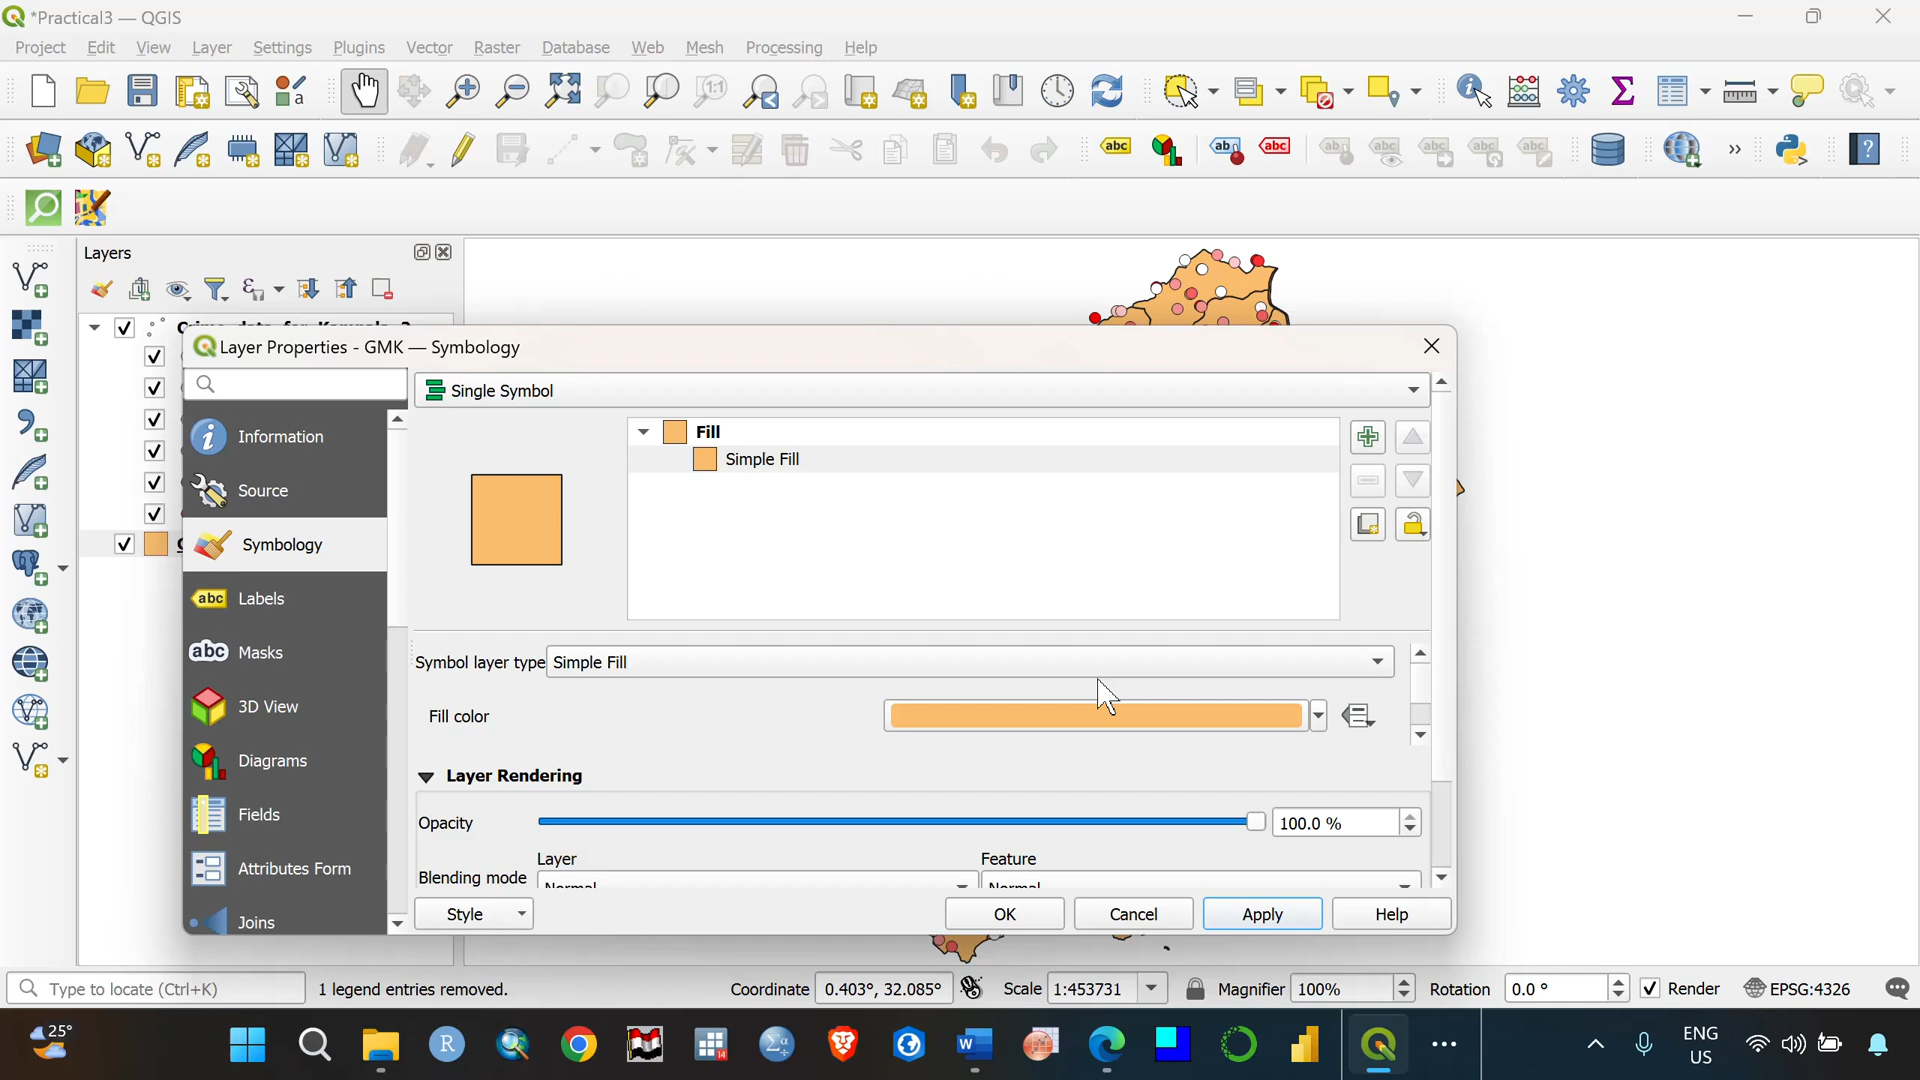 *Practical3 — QGIS
Project Edit View Layer Settings Plugins Vector Raster Database Web Mesh Processing Help
Layers
Layer Properties - GMK — Symbology
Single Symbol
Information
Source
Symbology
Labels
Masks
3D View
Diagrams
Fields
Attributes Form
Joins
Fill
Simple Fill
Symbol layer type Simple Fill
Fill color
Layer Rendering
Opacity 100.0 %
Layer Feature
Blending mode Normal Normal
Style OK Cancel Apply Help
Type to locate (Ctrl+K) 1 legend entries removed. Coordinate 0.403°, 32.085° Scale 1:453731 Magnifier 100% Rotation 0.0 ° Render EPSG:4326
25°
ENG
US